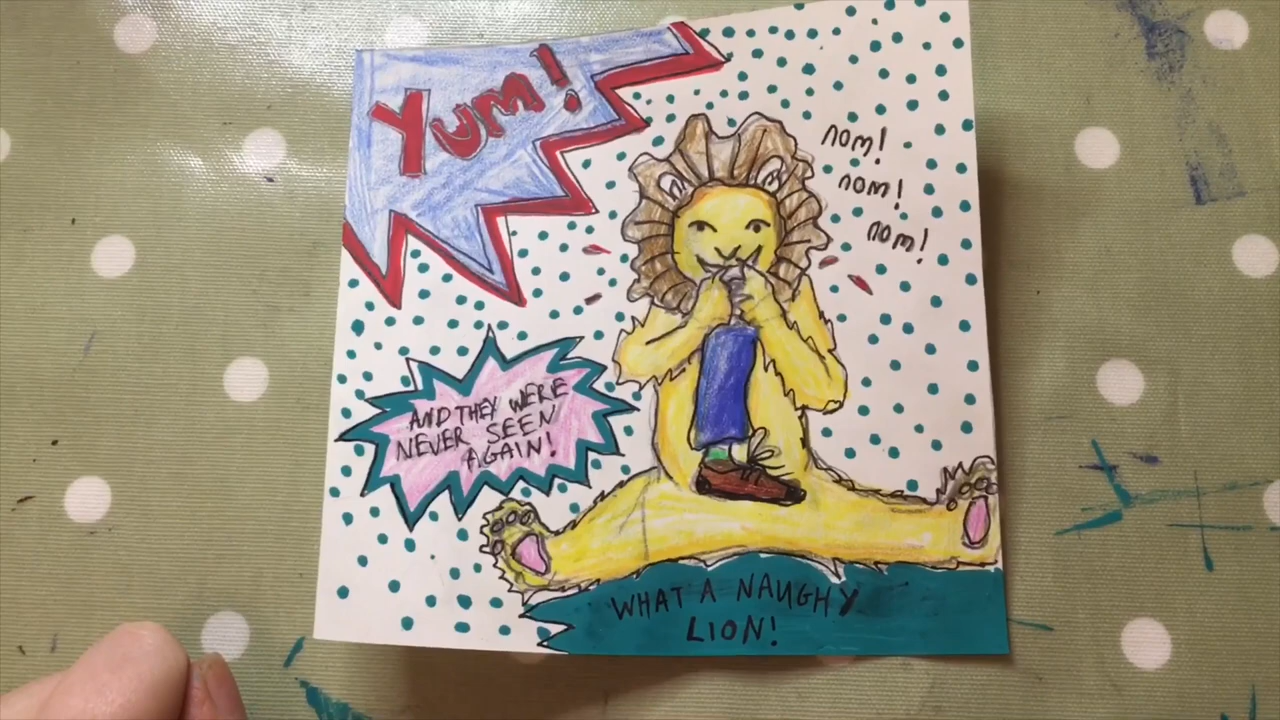 Yum!
nom!
nom!
nom!
AND THEY WERE
NEVER SEEN
AGAIN!
WHAT A NAUGHY
LION!